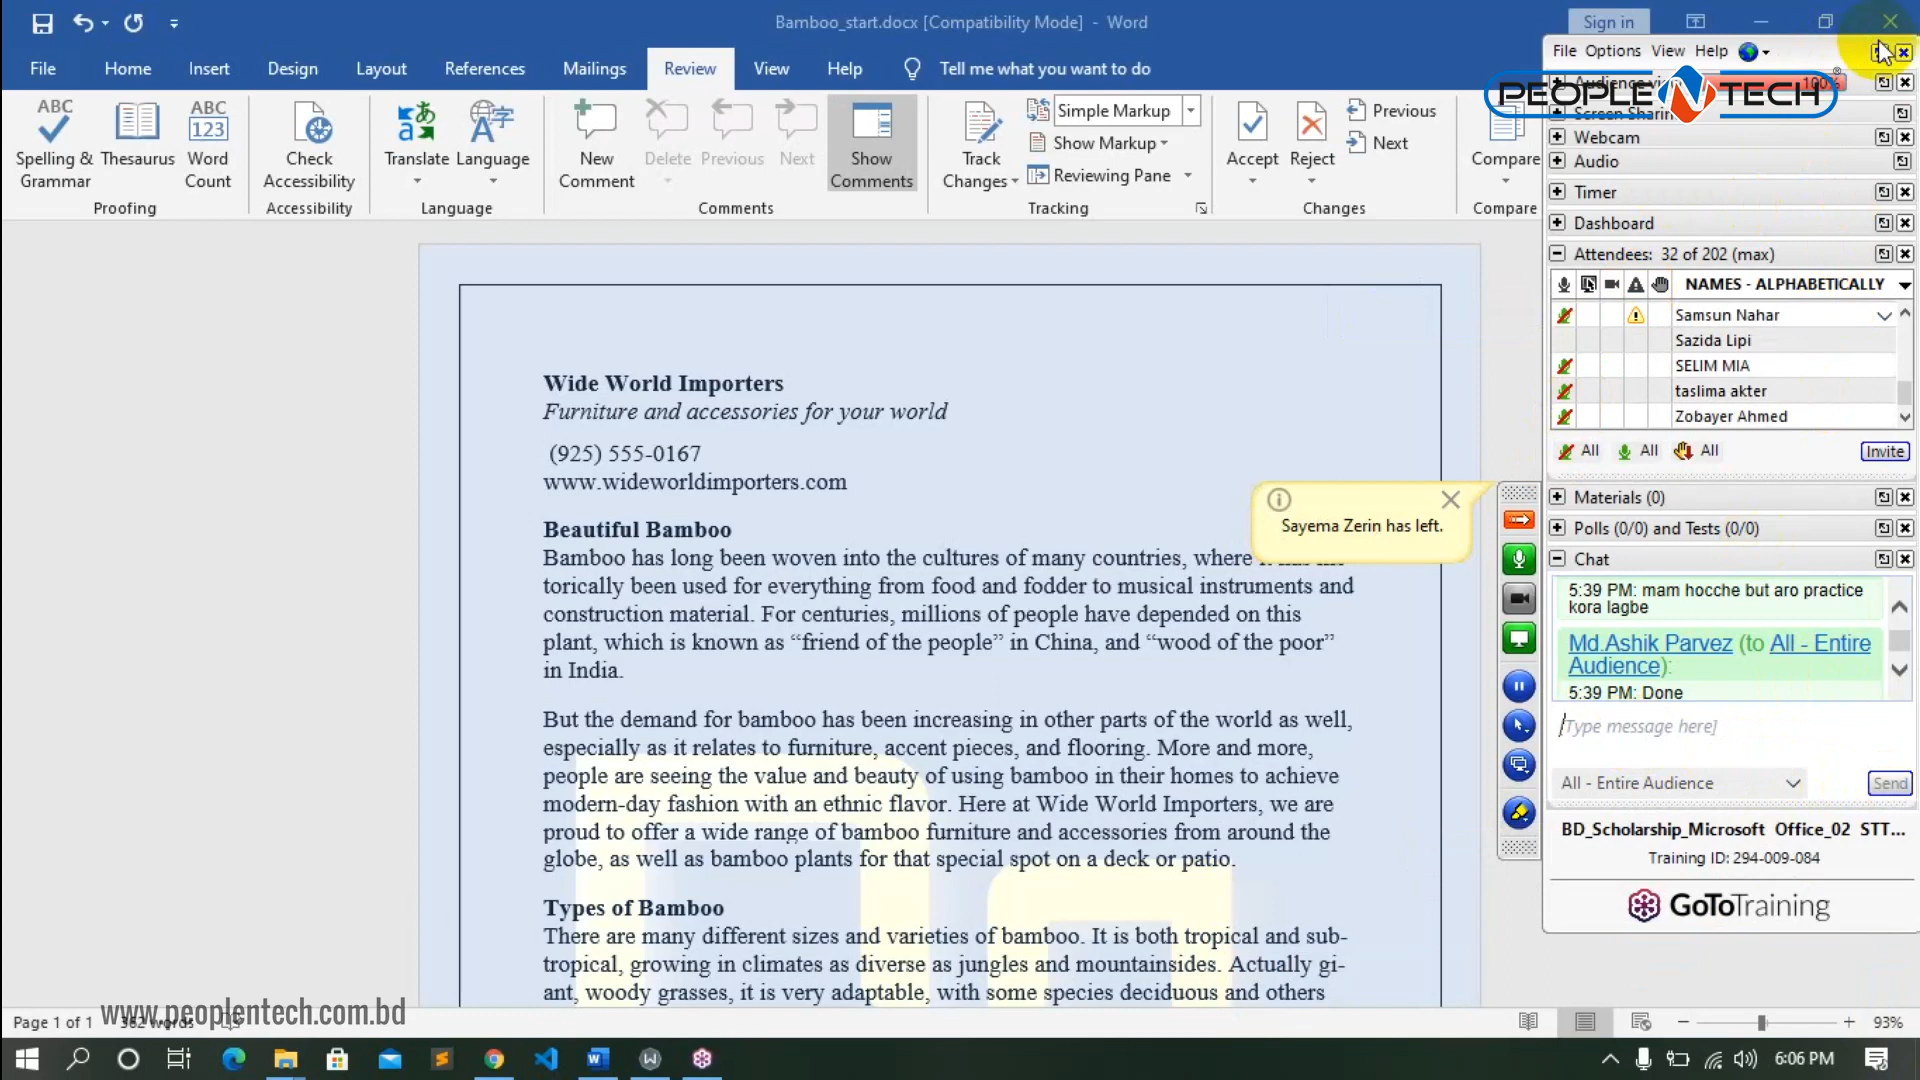 Bamboo_start.docx [Compatibility Mode] - Word
Sign in
File Home Insert Design Layout References Mailings Review View Help Tell me what you want to do
Spelling & Grammar
Thesaurus
Word Count
Proofing
Check Accessibility
Accessibility
Translate
Language
Language
New Comment
Delete
Previous
Next
Show Comments
Comments
Track Changes
Simple Markup
Show Markup
Reviewing Pane
Tracking
Accept
Reject
Previous
Next
Changes
Compare
Compare
Wide World Importers
Furniture and accessories for your world
(925) 555-0167
www.wideworldimporters.com
Beautiful Bamboo
Bamboo has long been woven into the cultures of many countries, where
torically been used for everything from food and fodder to musical instruments and
construction material. For centuries, millions of people have depended on this
plant, which is known as “friend of the people” in China, and “wood of the poor”
in India.
But the demand for bamboo has been increasing in other parts of the world as well,
especially as it relates to furniture, accent pieces, and flooring. More and more,
people are seeing the value and beauty of using bamboo in their homes to achieve
modern-day fashion with an ethnic flavor. Here at Wide World Importers, we are
proud to offer a wide range of bamboo furniture and accessories from around the
globe, as well as bamboo plants for that special spot on a deck or patio.
Types of Bamboo
There are many different sizes and varieties of bamboo. It is both tropical and sub-
tropical, growing in climates as diverse as jungles and mountainsides. Actually gi-
ant, woody grasses, it is very adaptable, with some species deciduous and others
Sayema Zerin has left.
File Options View Help
PEOPLE N TECH
100%
Webcam
Audio
Timer
Dashboard
Attendees: 32 of 202 (max)
NAMES - ALPHABETICALLY
Samsun Nahar
Sazida Lipi
SELIM MIA
taslima akter
Zobayer Ahmed
All All All Invite
Materials (0)
Polls (0/0) and Tests (0/0)
Chat
5:39 PM: mam hocche but aro practice
kora lagbe
Md.Ashik Parvez (to All - Entire
Audience):
5:39 PM: Done
[Type message here]
All - Entire Audience Send
BD_Scholarship_Microsoft Office_02 STT...
Training ID: 294-009-084
GoToTraining
www.peoplentech.com.bd
Page 1 of 1 362 words
93%
6:06 PM